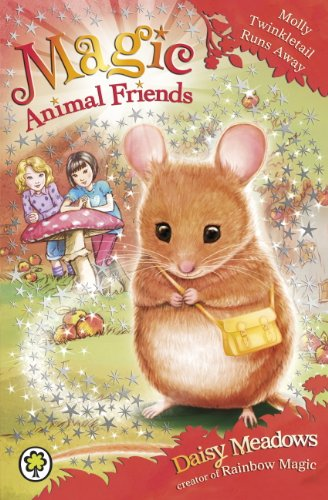 Magic
Animal Friends
Molly
Twinkletail
Runs Away
Daisy Meadows
creator of Rainbow Magic